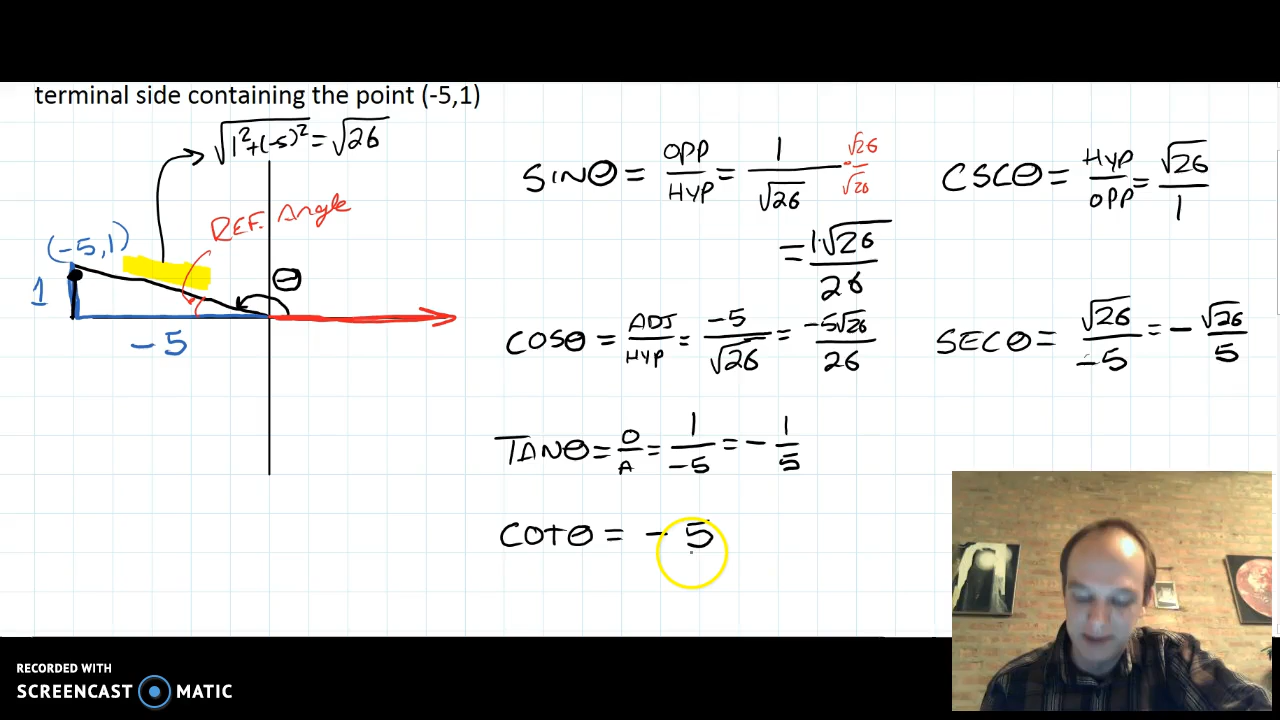 terminal side containing the point (-5,1)
√1²+(-5)² = √26
REF. Angle
(-5,1)
θ
1
-5
SINθ = OPP/HYP = 1/√26 · √26/√26
= 1·√26/26
COSθ = ADJ/HYP = -5/√26 = -5√26/26
TANθ = O/A = 1/-5 = - 1/5
COTθ = - 5
CSCθ = HYP/OPP = √26/1
SECθ = √26/-5 = - √26/5
RECORDED WITH
SCREENCAST MATIC